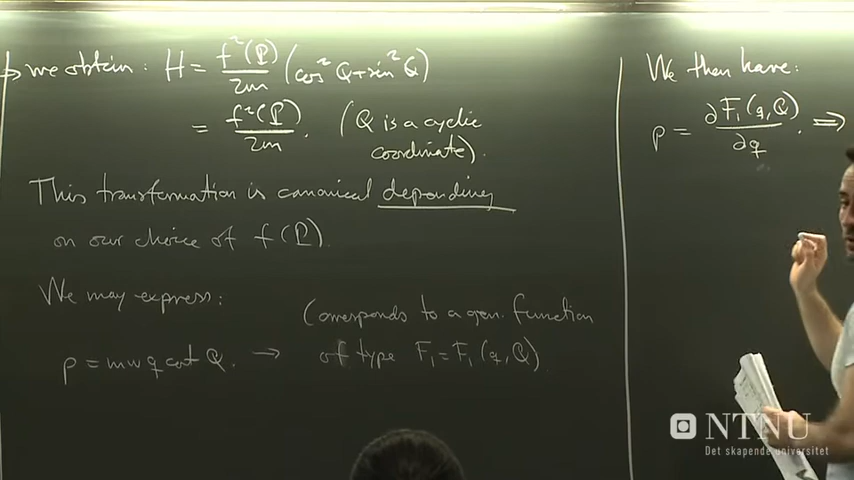 → we obtain: H = f²(P)/2m (cos² Q + sin² Q)
= f²(P)/2m. (Q is a cyclic
coordinate).
This transformation is canonical depending
on our choice of f(P).
We may express:
p = mωq cot Q. →
Corresponds to a gen. function
of type F₁ = F₁(q, Q).
We then have:
p = ∂F₁(q, Q)/∂q. ⇒
NTNU
Det skapende universitet